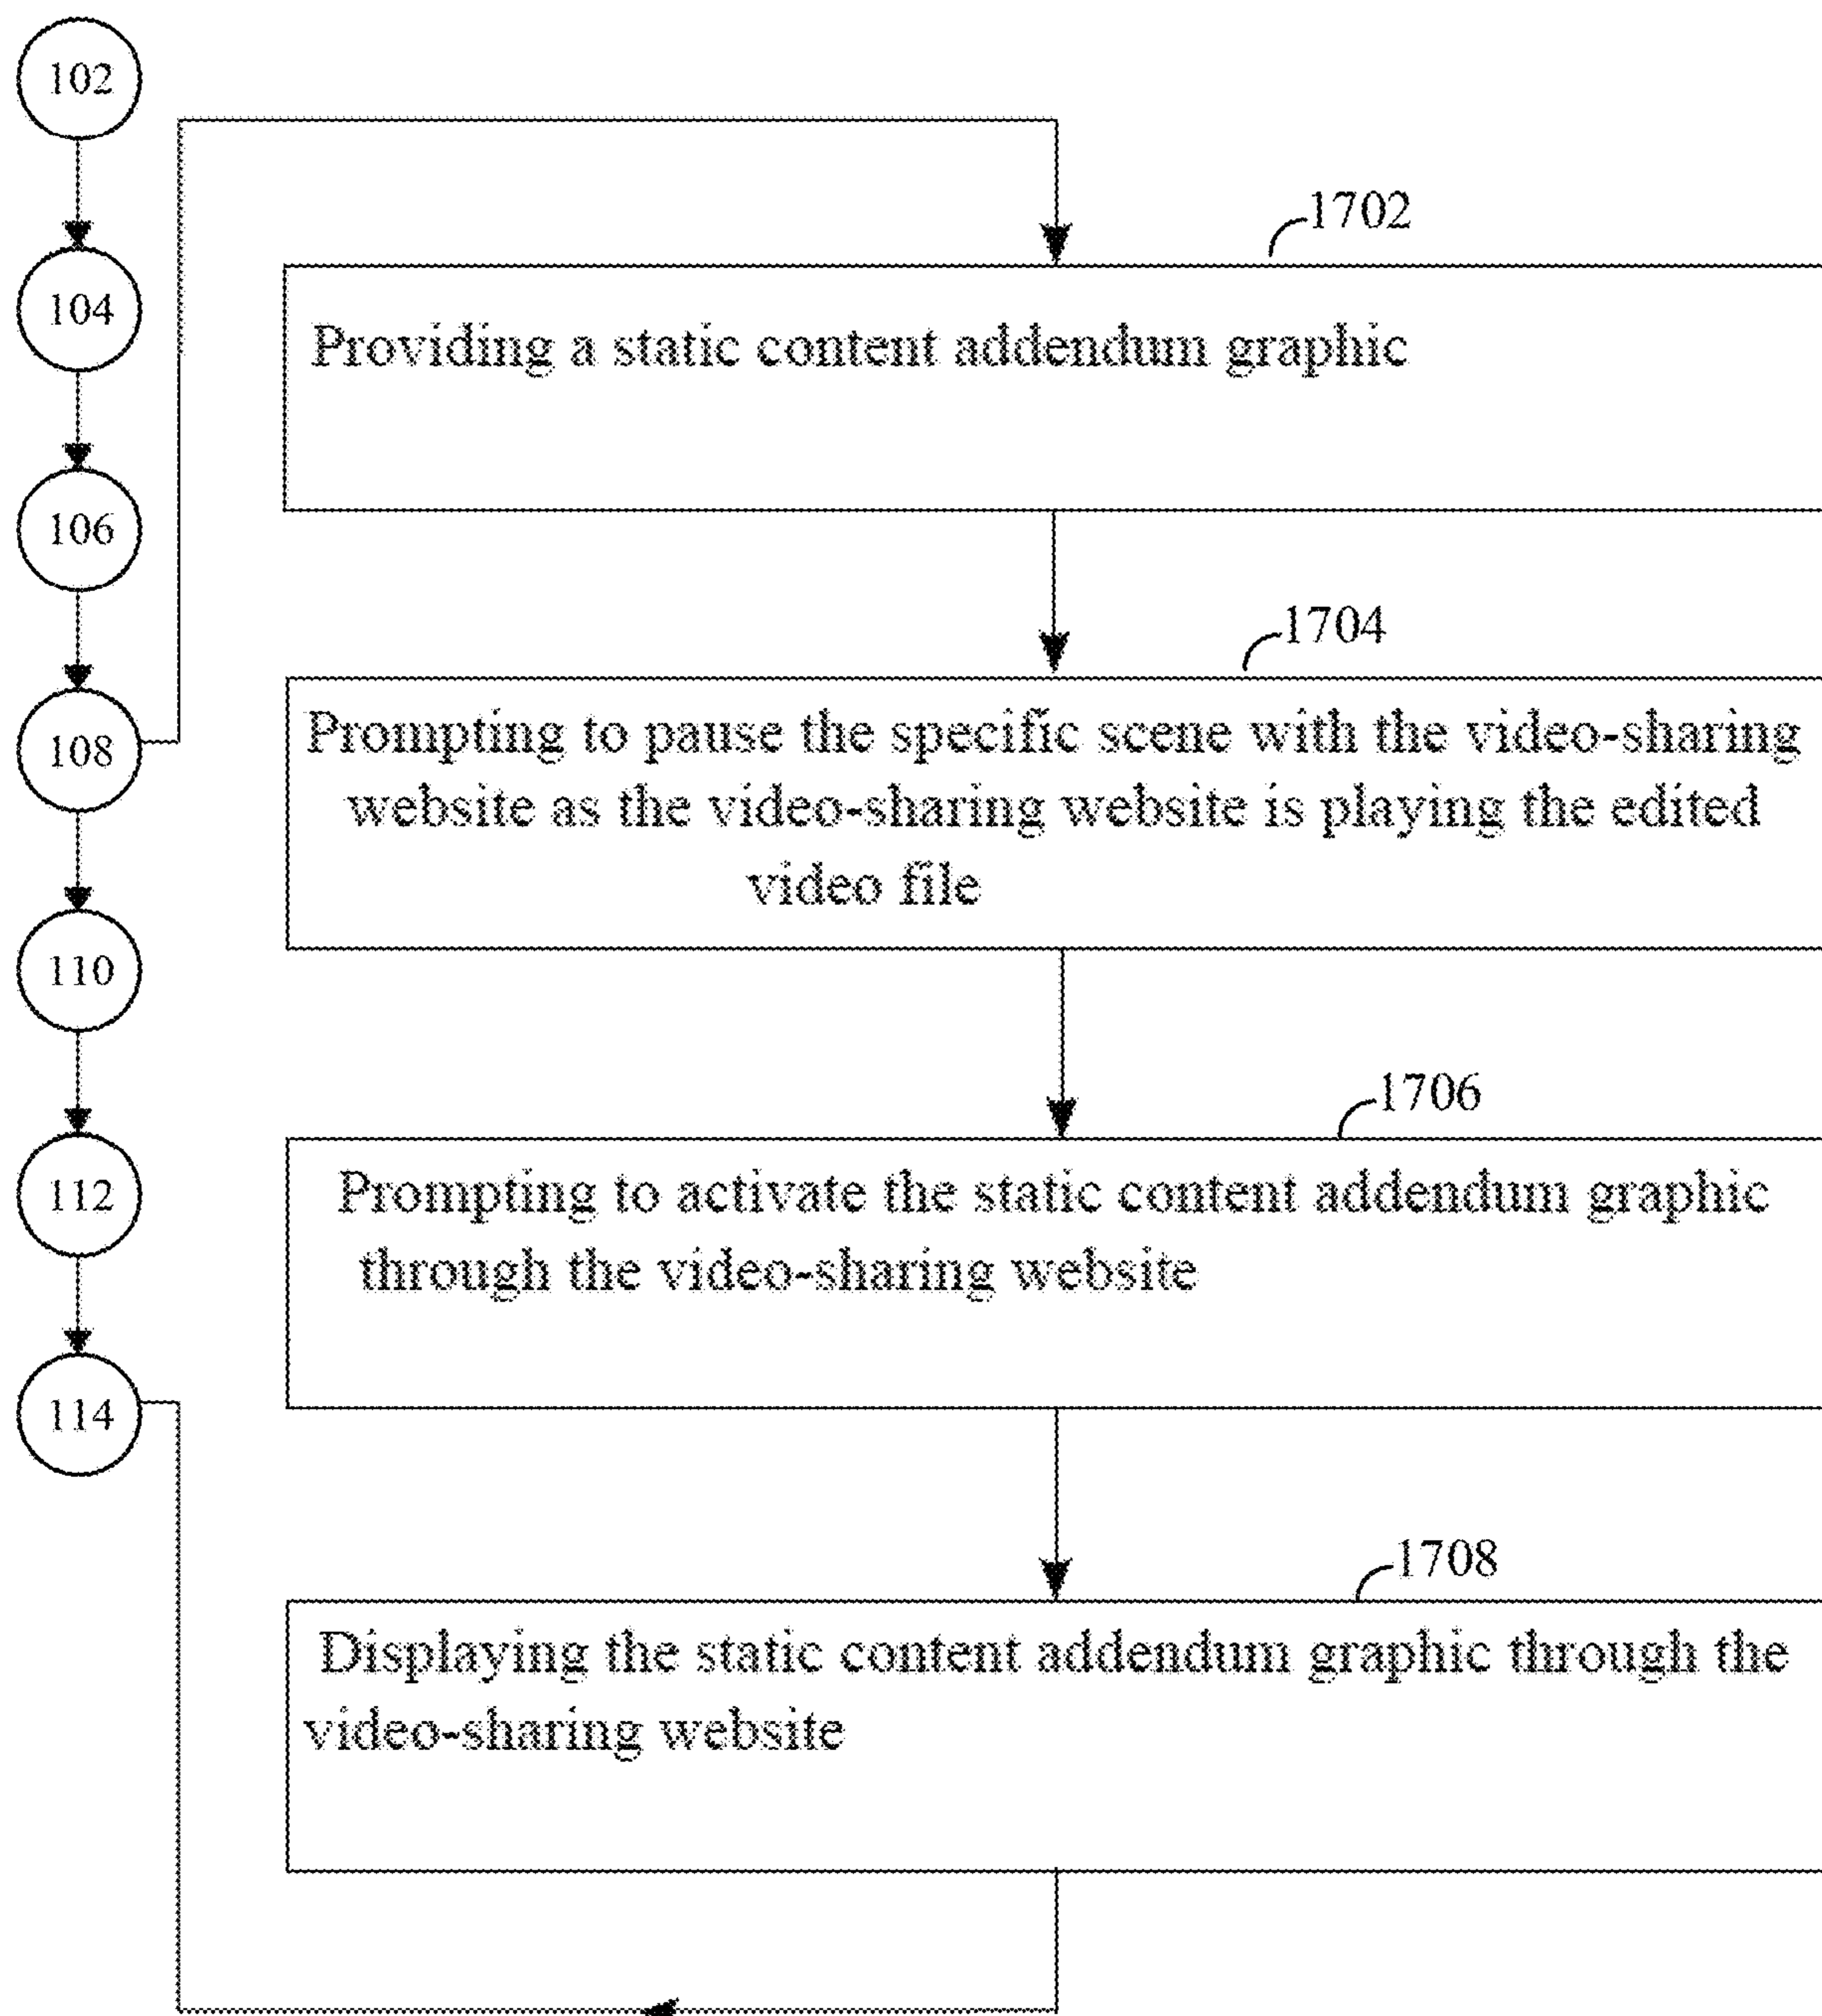 102
104
106
108
110
112
114
1702
Providing a static content addendum graphic
1704
Prompting to pause the specific scene with the video-sharing
website as the video-sharing website is playing the edited
video file
1706
Prompting to activate the static content addendum graphic
through the video-sharing website
1708
Displaying the static content addendum graphic through the
video-sharing website